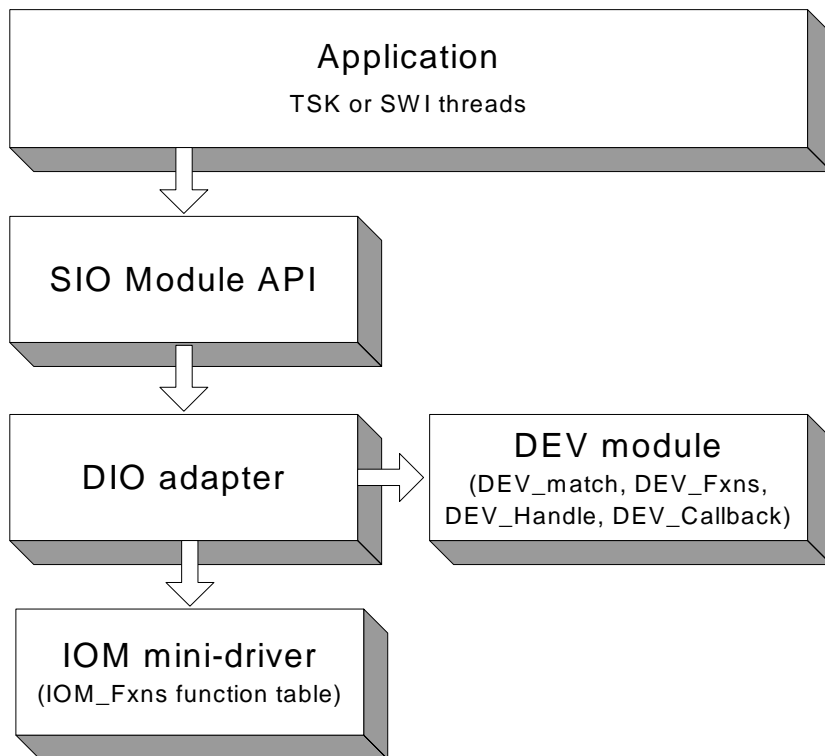 Application
TSK or SWI threads
SIO Module API
DIO adapter
DEV module
(DEV_match, DEV_Fxns,
DEV_Handle, DEV_Callback)
IOM mini-driver
(IOM_Fxns function table)